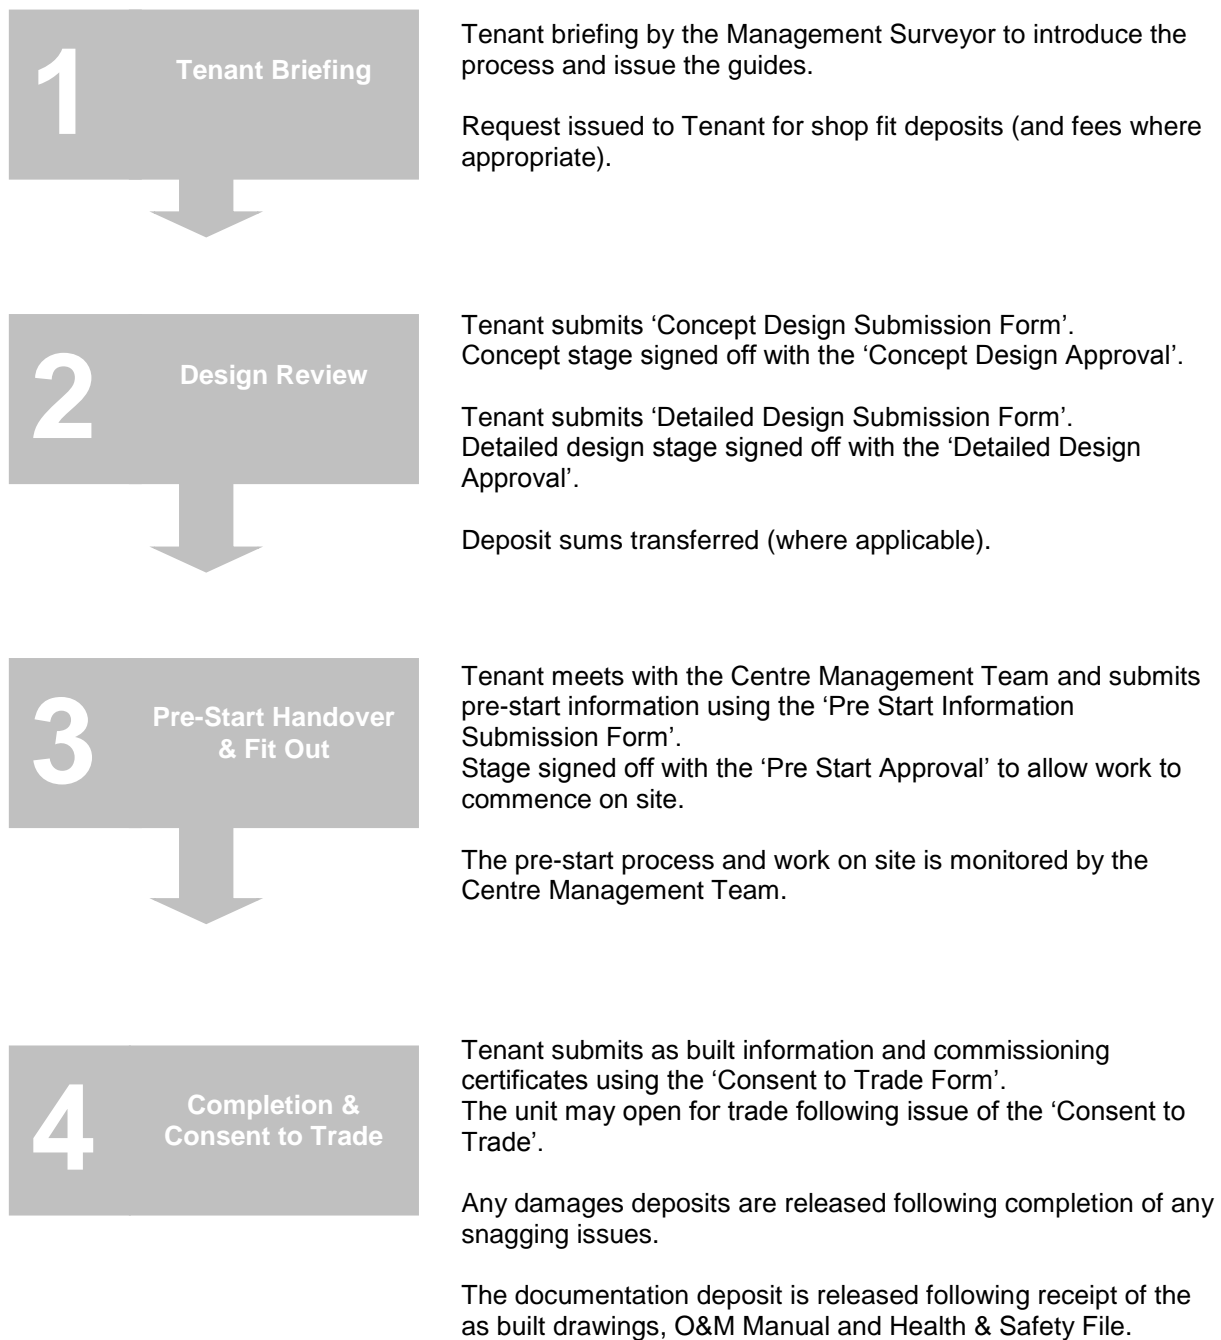 1
Tenant Briefing
Tenant briefing by the Management Surveyor to introduce the
process and issue the guides.
Request issued to Tenant for shop fit deposits (and fees where
appropriate).
2
Design Review
Tenant submits ‘Concept Design Submission Form’.
Concept stage signed off with the ‘Concept Design Approval’.
Tenant submits ‘Detailed Design Submission Form’.
Detailed design stage signed off with the ‘Detailed Design
Approval’.
Deposit sums transferred (where applicable).
3
Pre-Start Handover
& Fit Out
Tenant meets with the Centre Management Team and submits
pre-start information using the ‘Pre Start Information
Submission Form’.
Stage signed off with the ‘Pre Start Approval’ to allow work to
commence on site.
The pre-start process and work on site is monitored by the
Centre Management Team.
4
Completion &
Consent to Trade
Tenant submits as built information and commissioning
certificates using the ‘Consent to Trade Form’.
The unit may open for trade following issue of the ‘Consent to
Trade’.
Any damages deposits are released following completion of any
snagging issues.
The documentation deposit is released following receipt of the
as built drawings, O&M Manual and Health & Safety File.